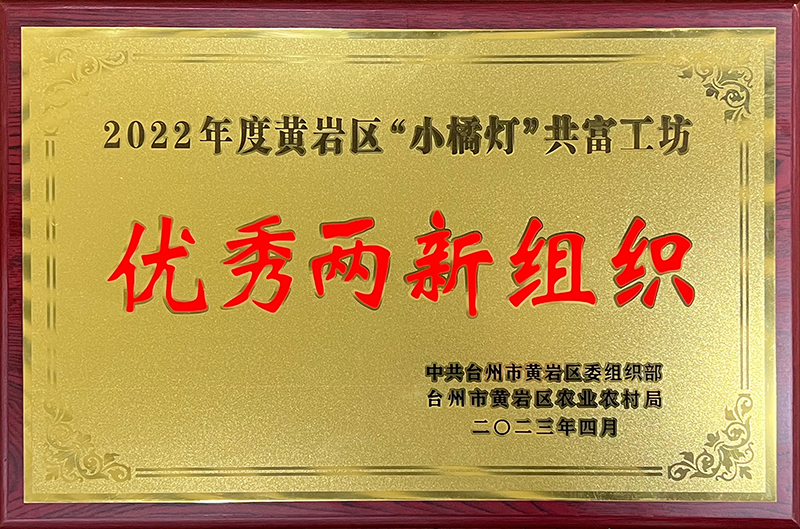 2022年度黄岩区“小橘灯”共富工坊
优秀两新组织
中共台州市黄岩区委组织部
台州市黄岩区农业农村局
二〇二三年四月